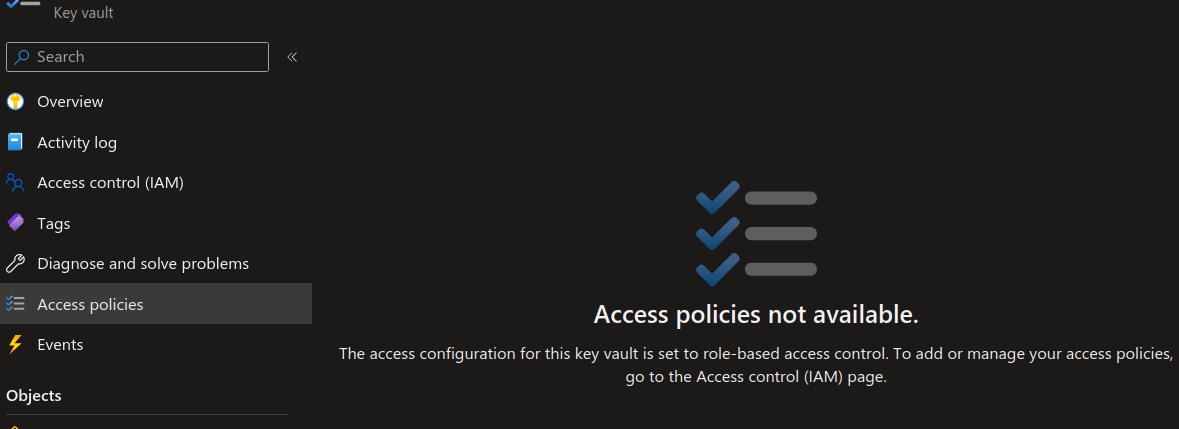 Key vault
Search
Overview
Activity log
Access control (IAM)
Tags
Diagnose and solve problems
Access policies
Events
Objects
Access policies not available.
The access configuration for this key vault is set to role-based access control. To add or manage your access policies,
go to the Access control (IAM) page.